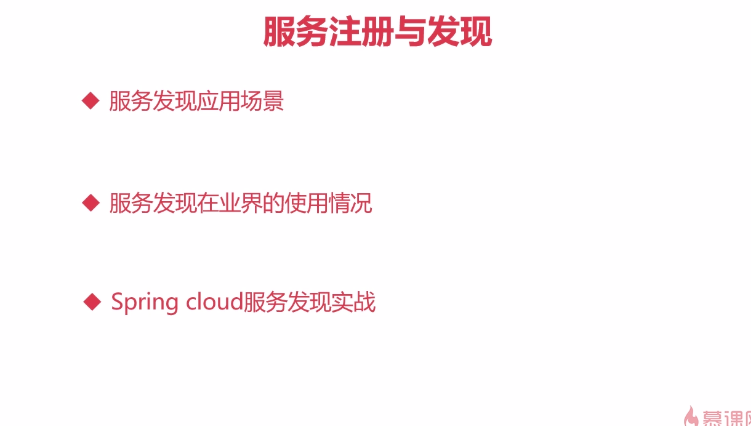 服务注册与发现
服务发现应用场景
服务发现在业界的使用情况
Spring cloud服务发现实战
慕课网